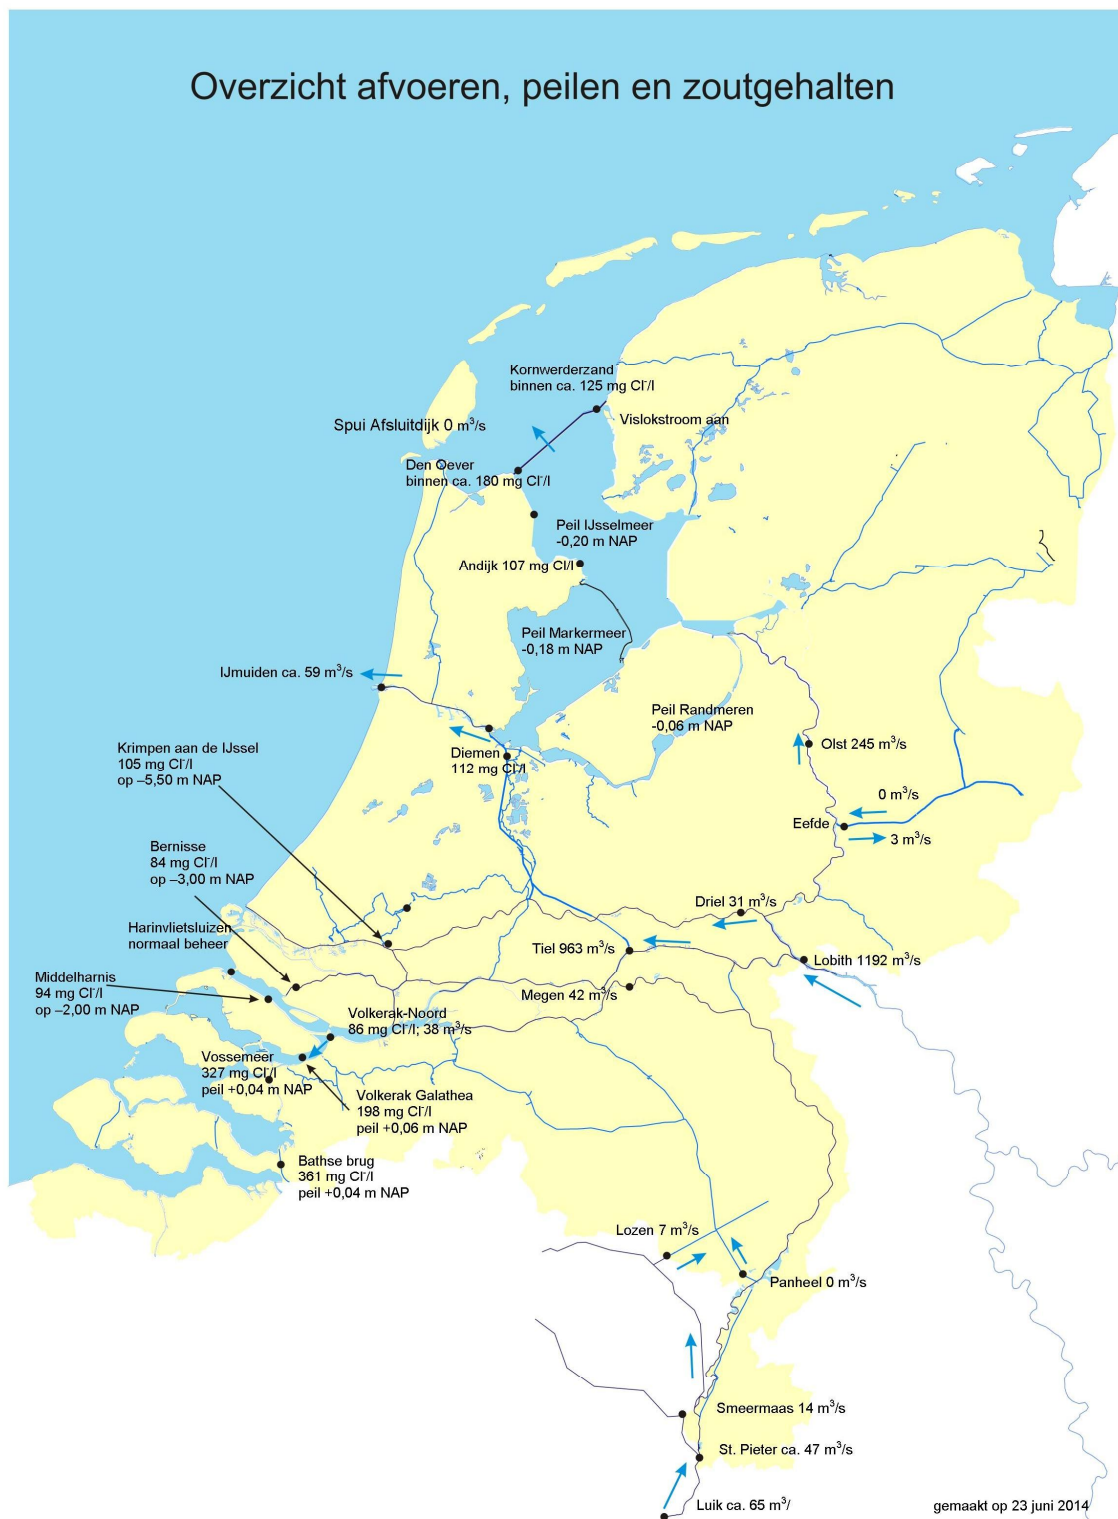 Overzicht afvoeren, peilen en zoutgehalten
Kornwerderzand
binnen ca. 125 mg Cl⁻/l
Vislokstroom aan
Spui Afsluitdijk 0 m³/s
Den Oever
binnen ca. 180 mg Cl⁻/l
Peil IJsselmeer
-0,20 m NAP
Andijk 107 mg Cl/l
Peil Markermeer
-0,18 m NAP
IJmuiden ca. 59 m³/s
Peil Randmeren
-0,06 m NAP
Olst 245 m³/s
Krimpen aan de IJssel
105 mg Cl⁻/l
op –5,50 m NAP
Diemen
112 mg Cl⁻/l
0 m³/s
Eefde
3 m³/s
Bernisse
84 mg Cl⁻/l
op –3,00 m NAP
Driel 31 m³/s
Harinvlietsluizen
normaal beheer
Tiel 963 m³/s
Lobith 1192 m³/s
Middelharnis
94 mg Cl⁻/l
op –2,00 m NAP
Megen 42 m³/s
Volkerak-Noord
86 mg Cl⁻/l; 38 m³/s
Vossemeer
327 mg Cl⁻/l
peil +0,04 m NAP
Volkerak Galathea
198 mg Cl⁻/l
peil +0,06 m NAP
Bathse brug
361 mg Cl⁻/l
peil +0,04 m NAP
Lozen 7 m³/s
Panheel 0 m³/s
Smeermaas 14 m³/s
St. Pieter ca. 47 m³/s
Luik ca. 65 m³/
gemaakt op 23 juni 2014